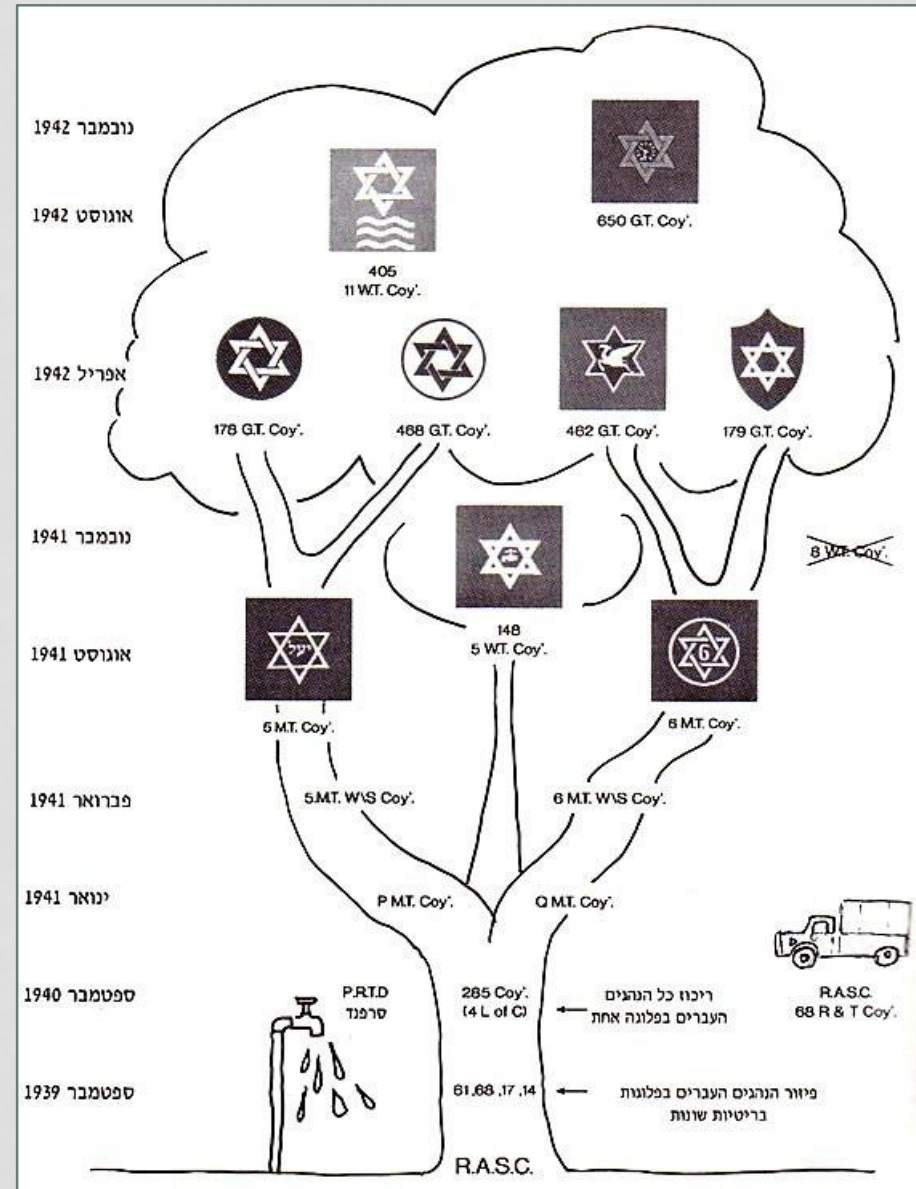 נובמבר 1942
אוגוסט 1942
650 G.T. Coy'.
405
11 W.T. Coy'.
אפריל 1942
178 G.T. Coy'.
468 G.T. Coy'.
462 G.T. Coy'.
179 G.T. Coy'.
נובמבר 1941
8 W.T. Coy'.
אוגוסט 1941
יעל
148
5 W.T. Coy'.
6
5 M.T. Coy'.
6 M.T. Coy'.
פברואר 1941
5.M.T. W\S Coy'.
6 M.T. W\S Coy'.
ינואר 1941
P M.T. Coy'.
Q M.T. Coy'.
ספטמבר 1940
P.R.T.D
סרפנד
285 Coy'.
(4 L of C)
ריכוז כל הנהגים
העברים בפלוגה אחת
R.A.S.C.
68 R & T Coy'.
ספטמבר 1939
61,68 ,17 ,14
פיזור הנהגים העברים בפלוגות
בריטיות שונות
R.A.S.C.